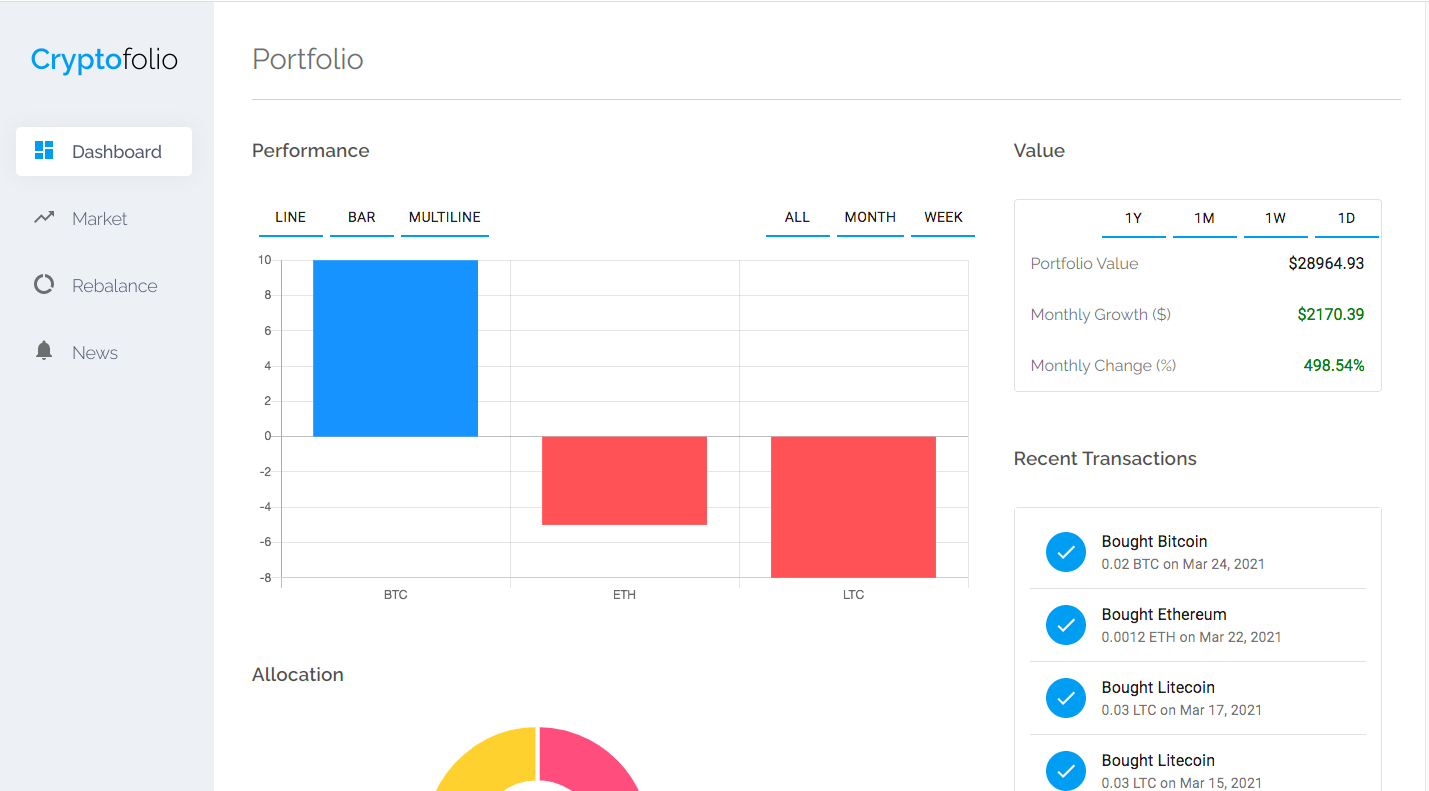 Cryptofolio
Dashboard
Market
Rebalance
News
Portfolio
Performance
LINE BAR MULTILINE ALL MONTH WEEK
10
8
6
4
2
0
-2
-4
-6
-8
BTC ETH LTC
Allocation
Value
1Y 1M 1W 1D
Portfolio Value $28964.93
Monthly Growth ($) $2170.39
Monthly Change (%) 498.54%
Recent Transactions
Bought Bitcoin
0.02 BTC on Mar 24, 2021
Bought Ethereum
0.0012 ETH on Mar 22, 2021
Bought Litecoin
0.03 LTC on Mar 17, 2021
Bought Litecoin
0.03 LTC on Mar 15, 2021